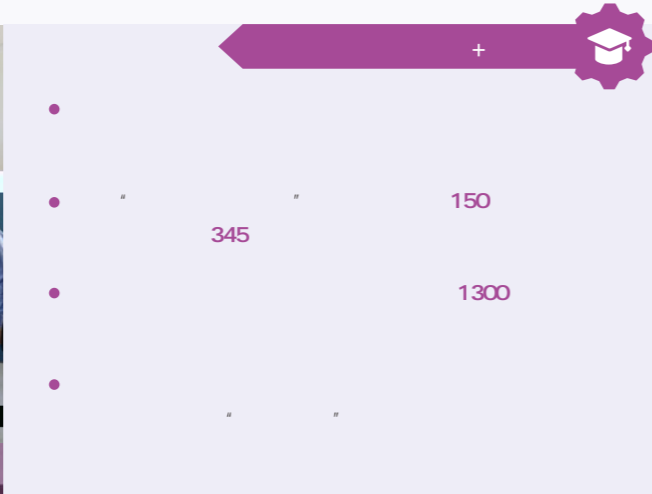 +
“ ” 150
345
1300
“ ”